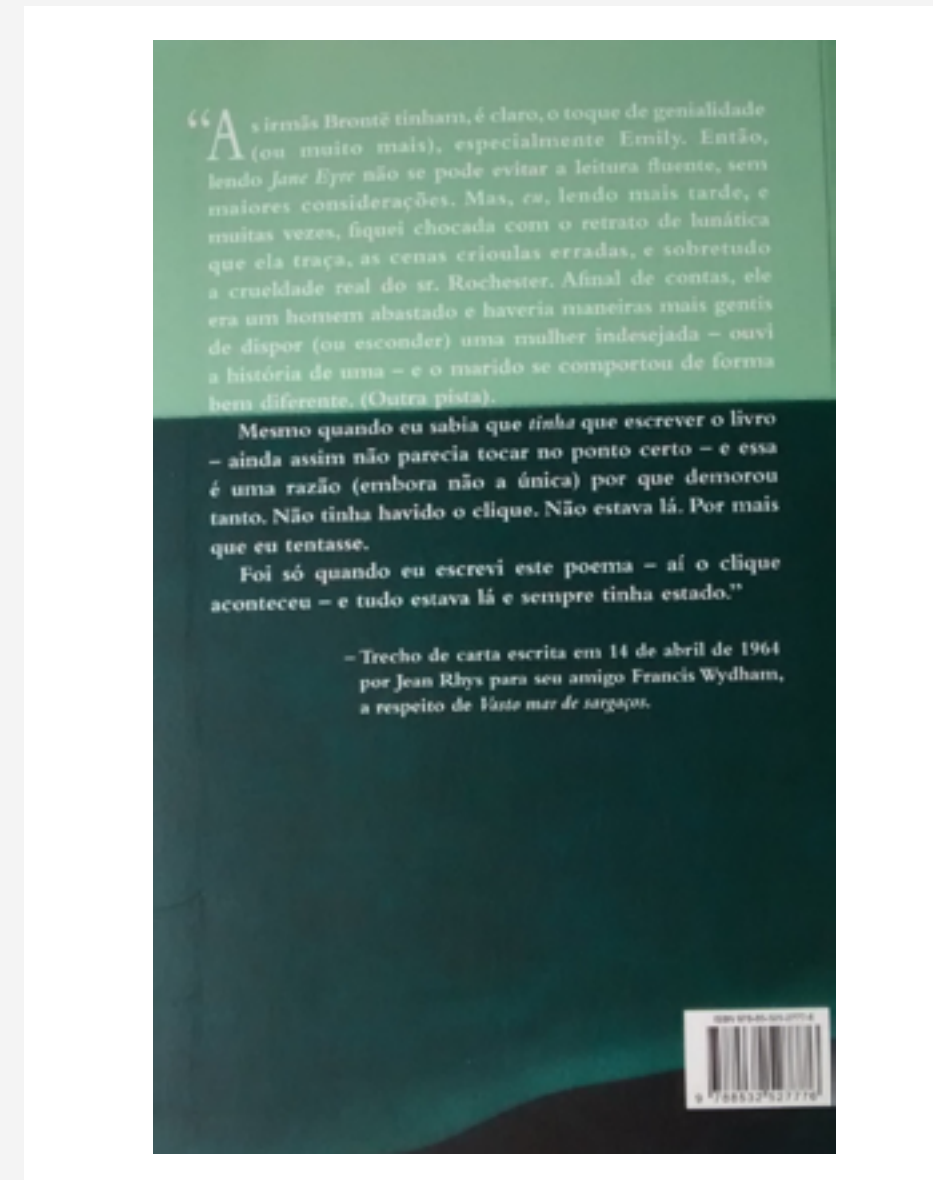 “As irmãs Brontë tinham, é claro, o toque de genialidade
(ou muito mais), especialmente Emily. Então,
lendo Jane Eyre não se pode evitar a leitura fluente, sem
maiores considerações. Mas, eu, lendo mais tarde, e
muitas vezes, fiquei chocada com o retrato de lunática
que ela traça, as cenas crioulas erradas, e sobretudo
a crueldade real do sr. Rochester. Afinal de contas, ele
era um homem abastado e haveria maneiras mais gentis
de dispor (ou esconder) uma mulher indesejada – ouvi
a história de uma – e o marido se comportou de forma
bem diferente. (Outra pista).
Mesmo quando eu sabia que tinha que escrever o livro
– ainda assim não parecia tocar no ponto certo – e essa
é uma razão (embora não a única) por que demorou
tanto. Não tinha havido o clique. Não estava lá. Por mais
que eu tentasse.
Foi só quando eu escrevi este poema – aí o clique
aconteceu – e tudo estava lá e sempre tinha estado.”
– Trecho de carta escrita em 14 de abril de 1964
por Jean Rhys para seu amigo Francis Wydham,
a respeito de Vasto mar de sargaços.
ISBN
9 788532 527776